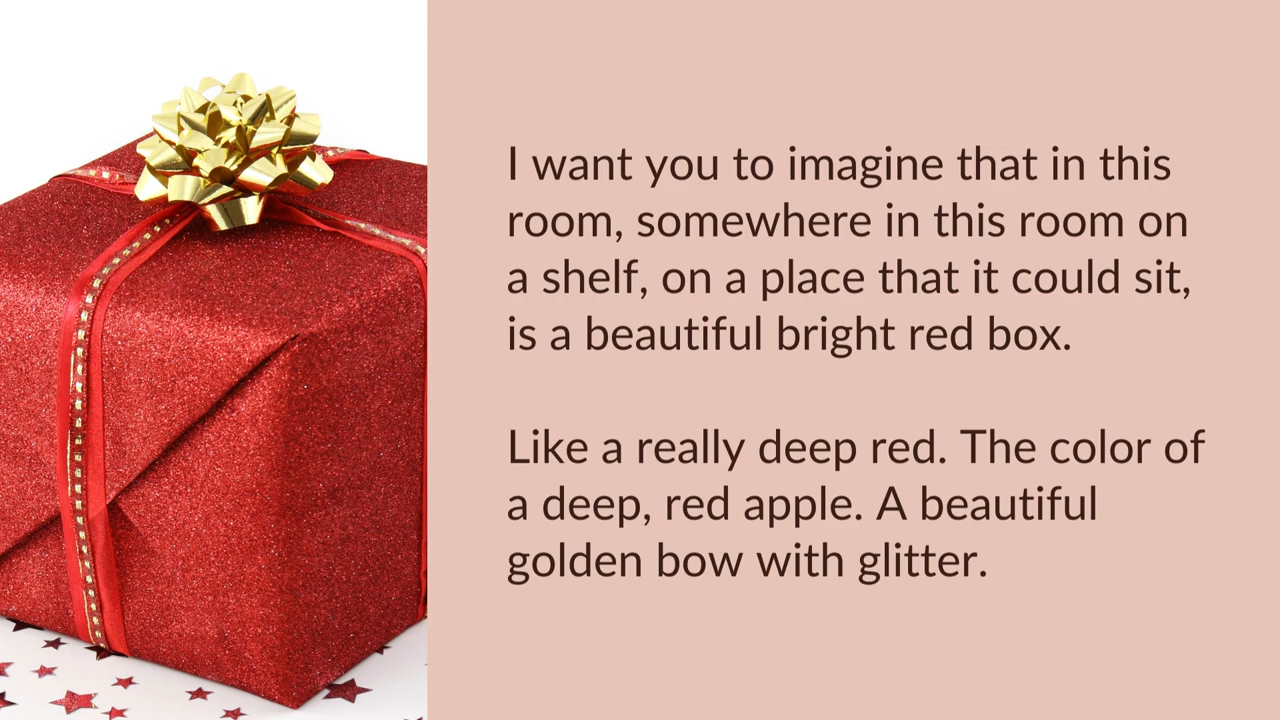 I want you to imagine that in this
room, somewhere in this room on
a shelf, on a place that it could sit,
is a beautiful bright red box.
Like a really deep red. The color of
a deep, red apple. A beautiful
golden bow with glitter.